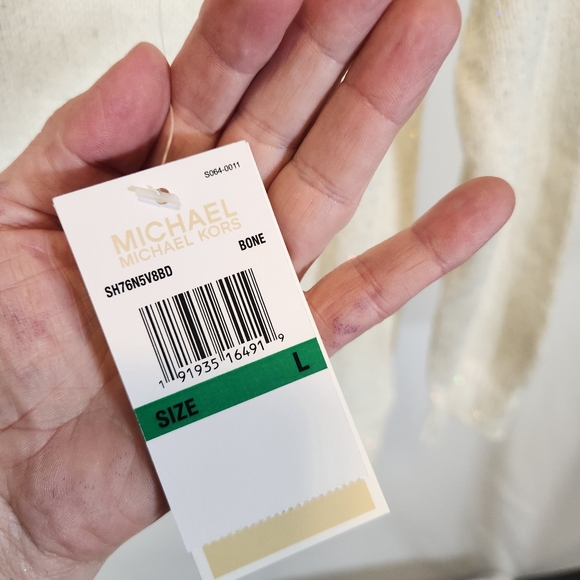 S064-0011
MICHAEL
MICHAEL KORS
BONE
SH76N5V8BD
1 91935 16491 9
SIZE L